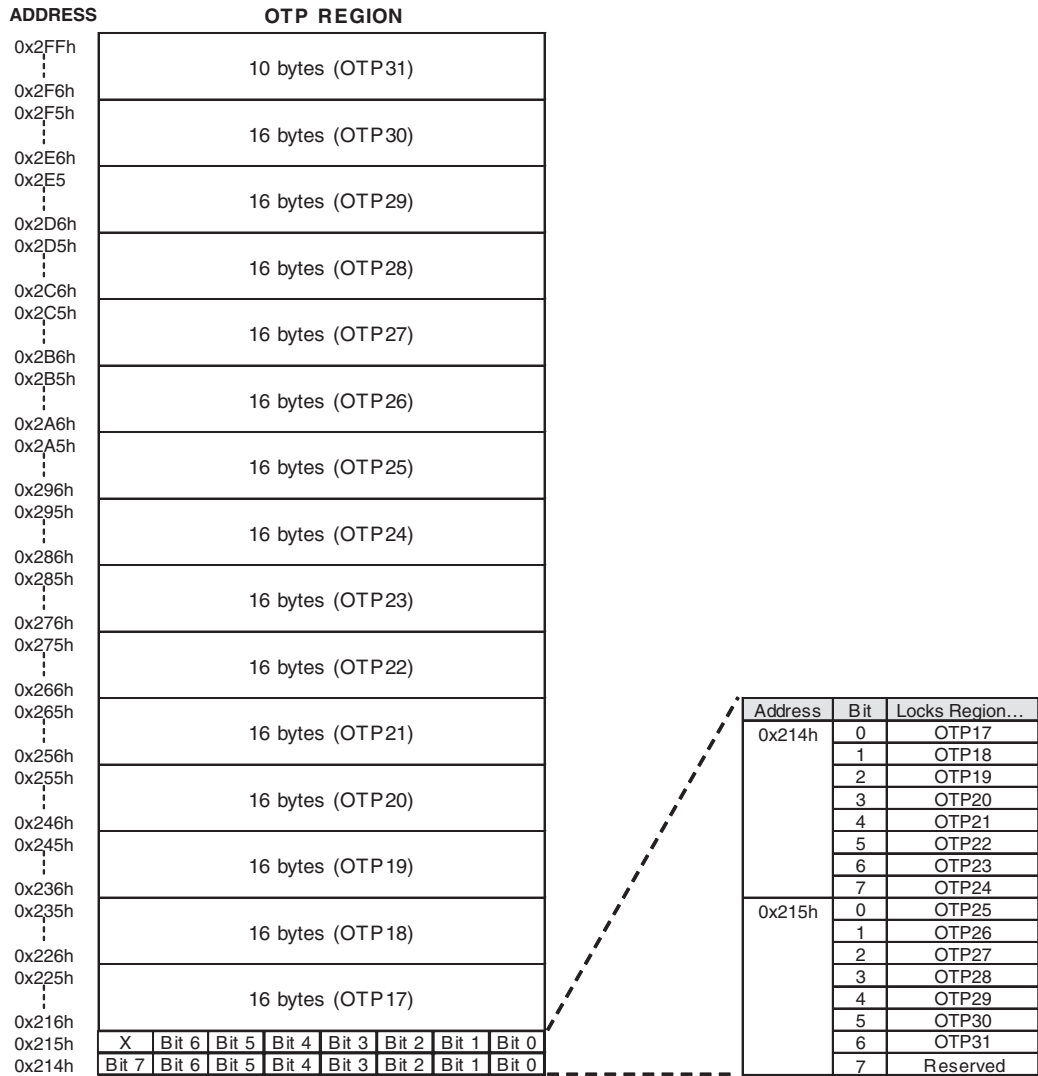 ADDRESS OTP REGION
0x2FFh
10 bytes (OTP31)
0x2F6h
0x2F5h
16 bytes (OTP30)
0x2E6h
0x2E5
16 bytes (OTP29)
0x2D6h
0x2D5h
16 bytes (OTP28)
0x2C6h
0x2C5h
16 bytes (OTP27)
0x2B6h
0x2B5h
16 bytes (OTP26)
0x2A6h
0x2A5h
16 bytes (OTP25)
0x296h
0x295h
16 bytes (OTP24)
0x286h
0x285h
16 bytes (OTP23)
0x276h
0x275h
16 bytes (OTP22)
0x266h
0x265h
16 bytes (OTP21)
0x256h
0x255h
16 bytes (OTP20)
0x246h
0x245h
16 bytes (OTP19)
0x236h
0x235h
16 bytes (OTP18)
0x226h
0x225h
16 bytes (OTP17)
0x216h
0x215h X Bit 6 Bit 5 Bit 4 Bit 3 Bit 2 Bit 1 Bit 0
0x214h Bit 7 Bit 6 Bit 5 Bit 4 Bit 3 Bit 2 Bit 1 Bit 0
Address Bit Locks Region...
0x214h 0 OTP17
1 OTP18
2 OTP19
3 OTP20
4 OTP21
5 OTP22
6 OTP23
7 OTP24
0x215h 0 OTP25
1 OTP26
2 OTP27
3 OTP28
4 OTP29
5 OTP30
6 OTP31
7 Reserved